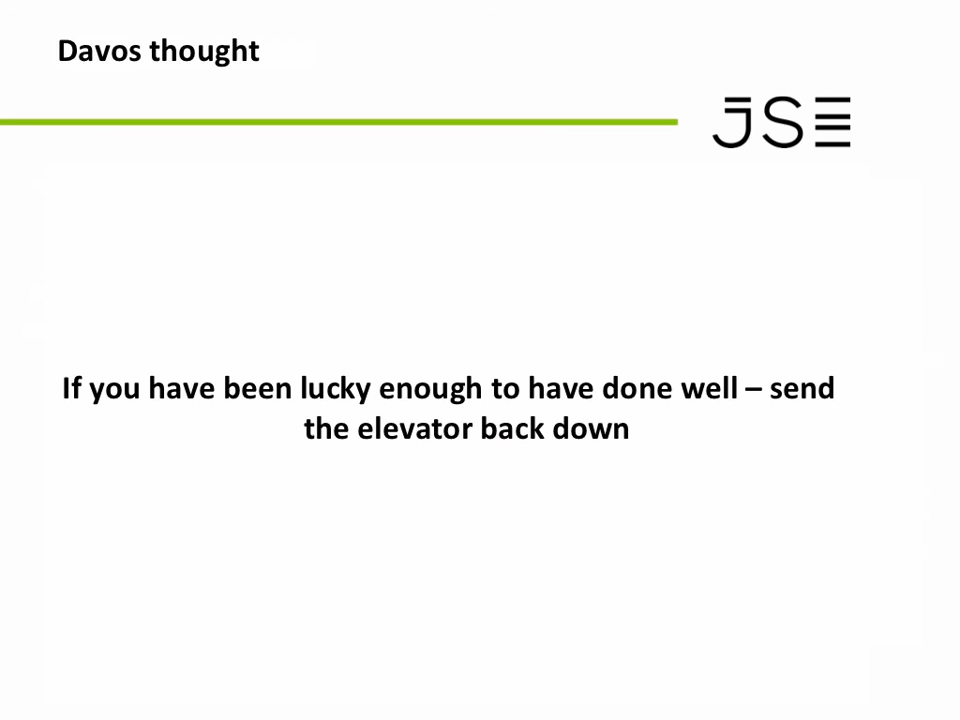 Davos thought
JSE
If you have been lucky enough to have done well – send
the elevator back down